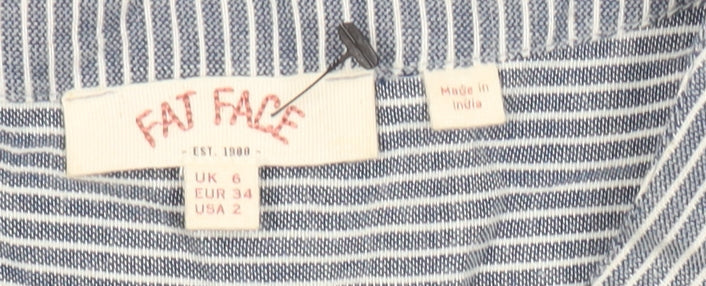 FAT FACE
- EST. 1988 -
UK 6
EUR 34
USA 2
Made in
India